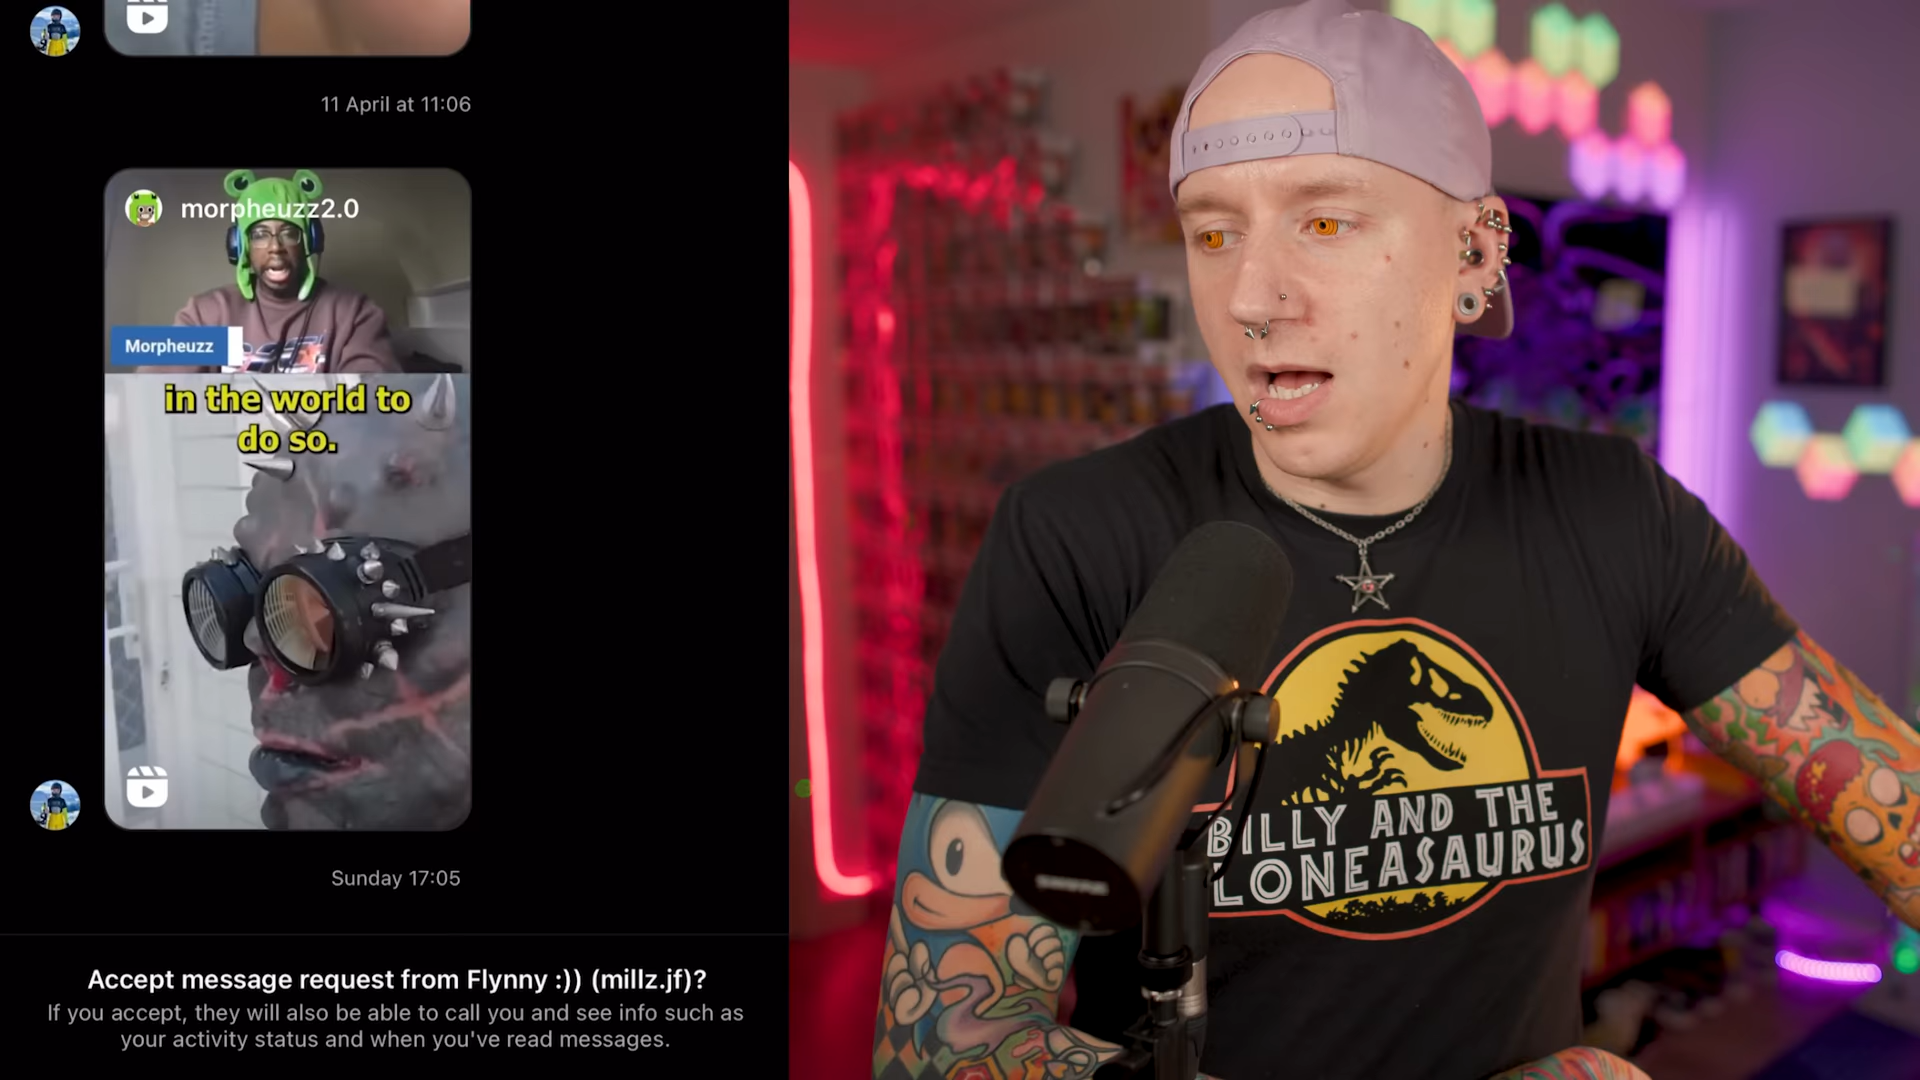 11 April at 11:06
morpheuzz2.0
Morpheuzz
in the world to
do so.
Sunday 17:05
Accept message request from Flynny :)) (millz.jf)?
If you accept, they will also be able to call you and see info such as
your activity status and when you've read messages.
BILLY AND THE
LONEASAURUS